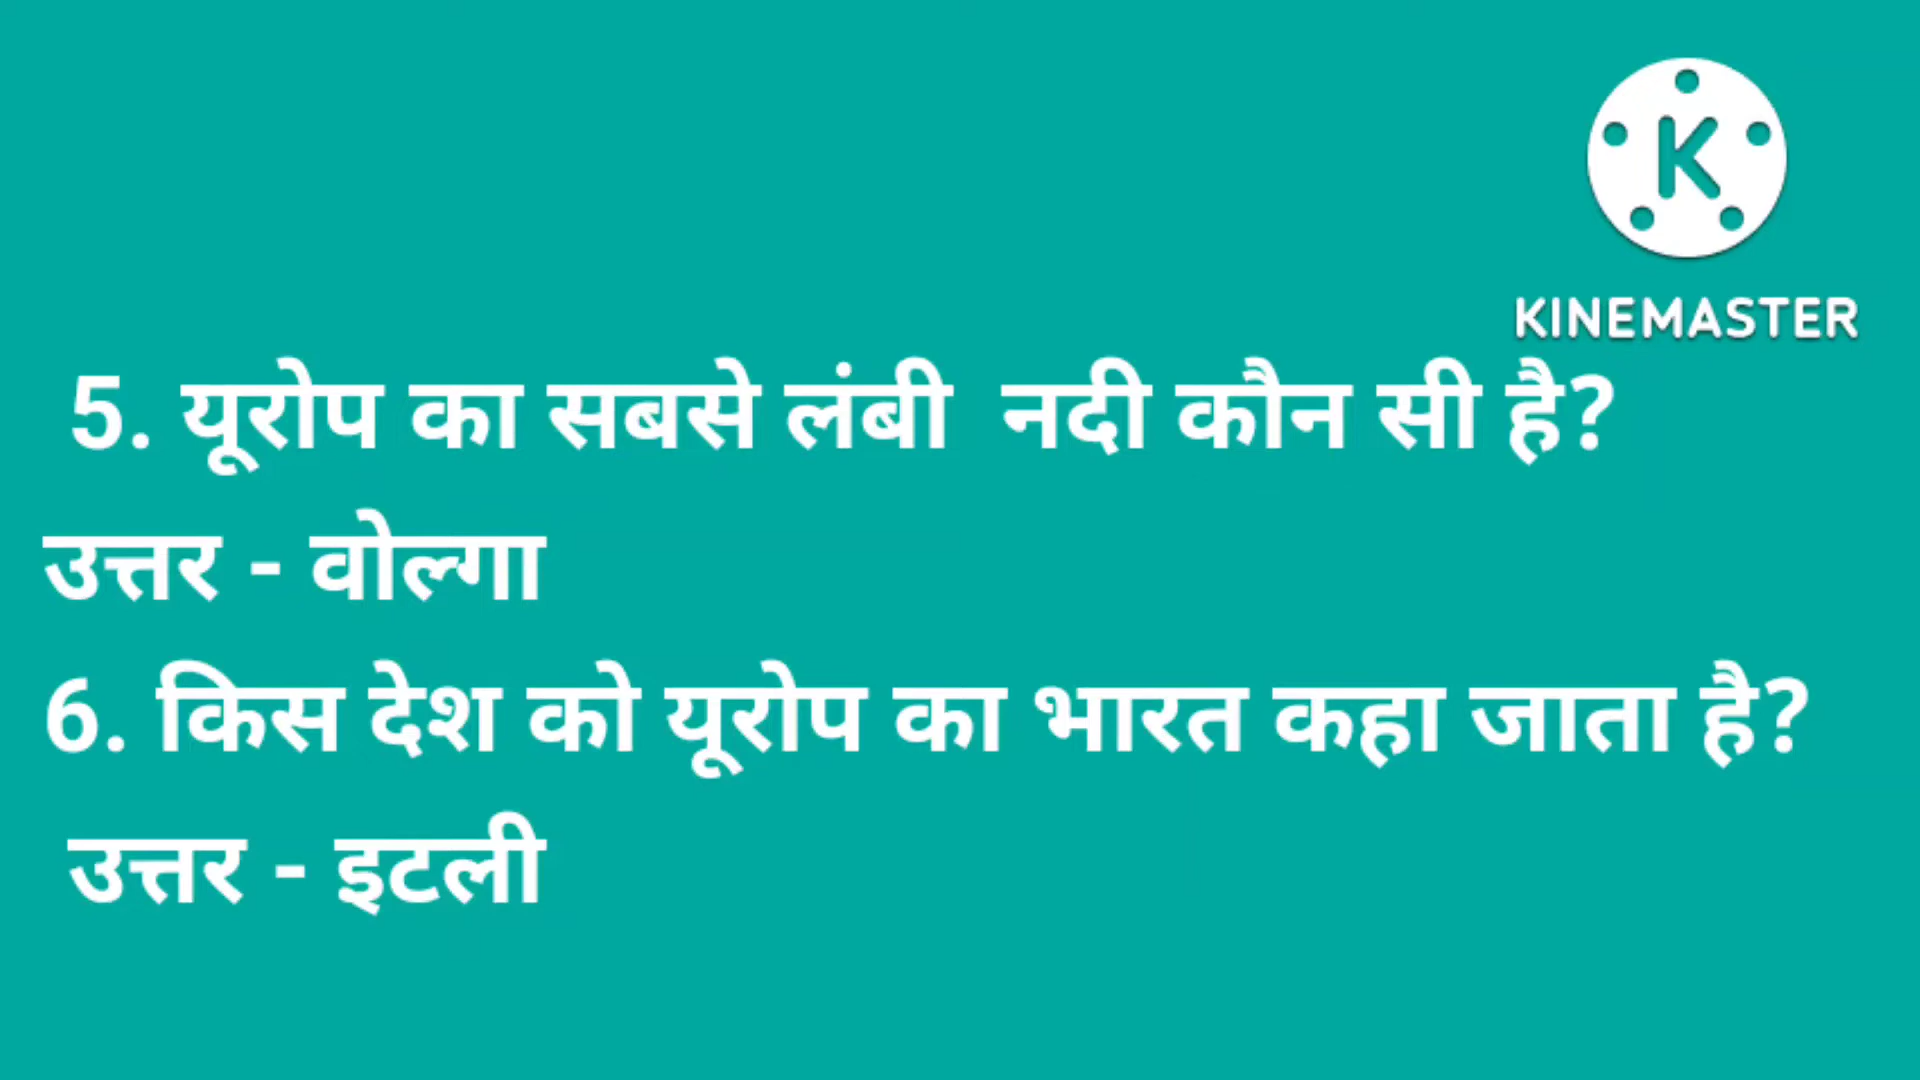 KINEMASTER
5. यूरोप का सबसे लंबी नदी कौन सी है?
उत्तर - वोल्गा
6. किस देश को यूरोप का भारत कहा जाता है?
उत्तर - इटली